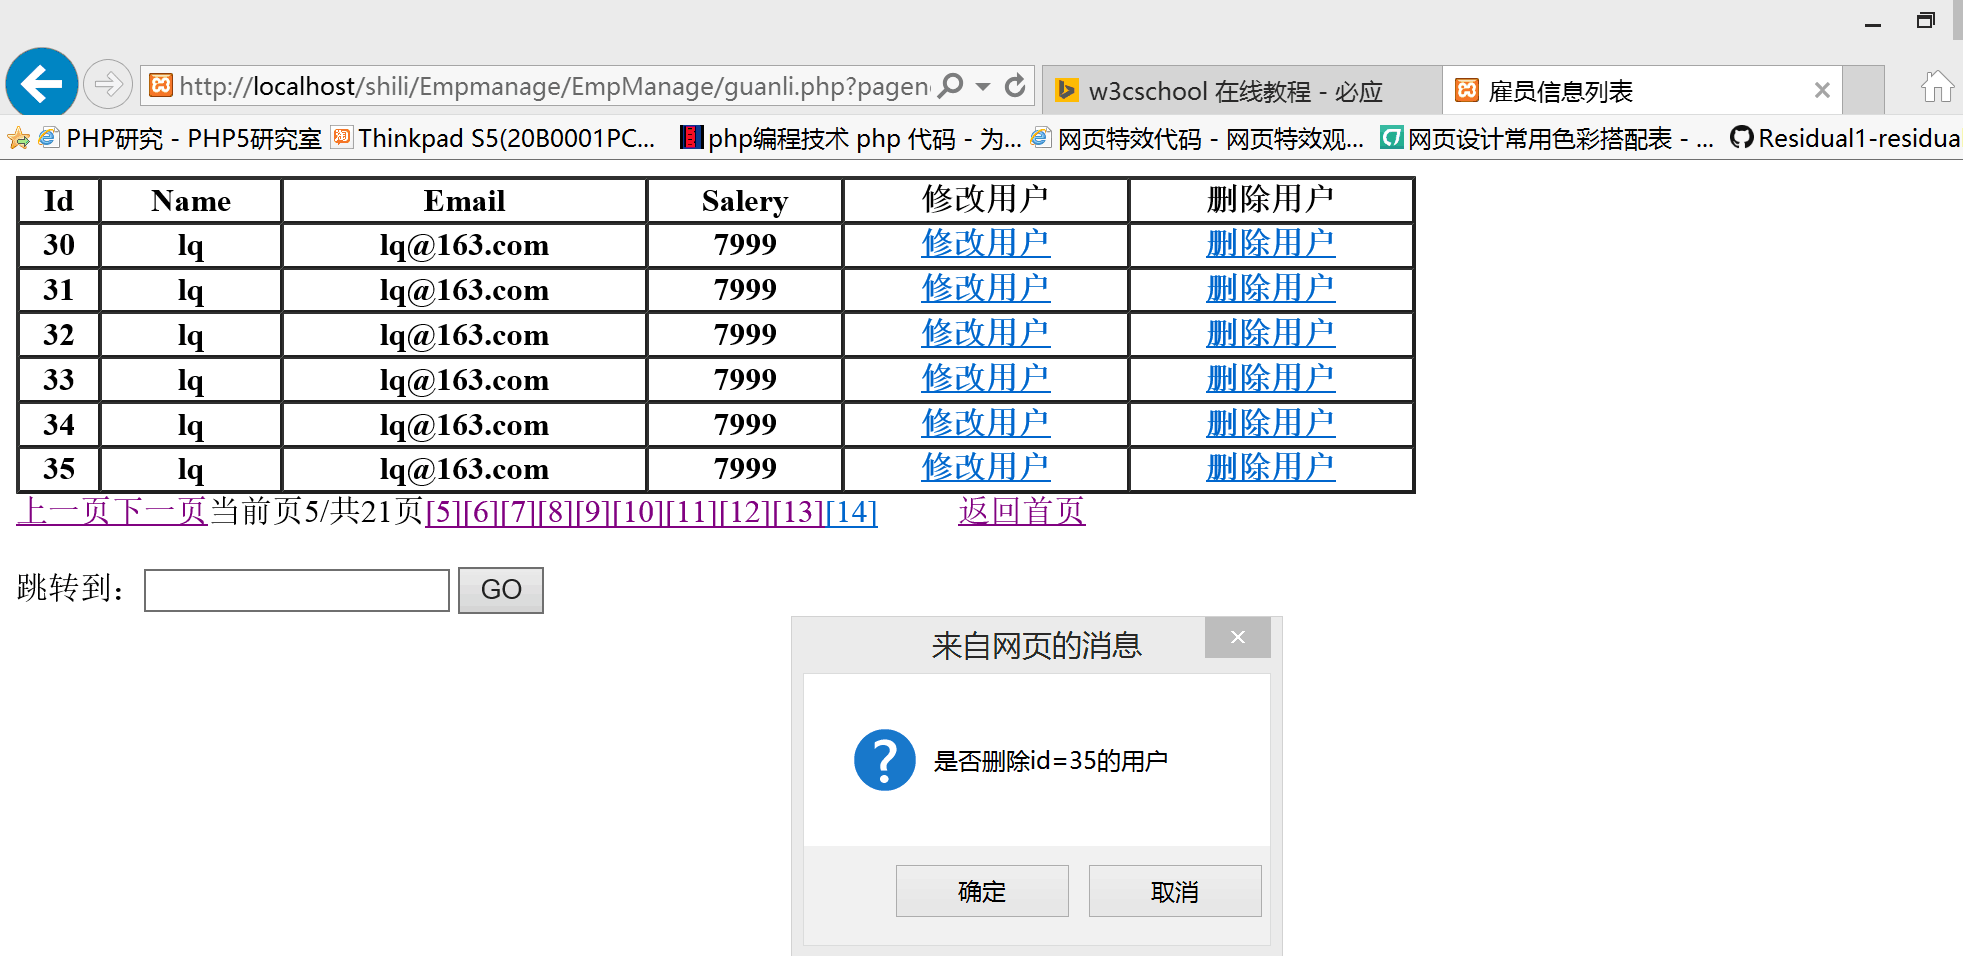 http://localhost/shili/Empmanage/EmpManage/guanli.php?pagen
w3cschool 在线教程 - 必应
雇员信息列表
PHP研究 - PHP5研究室 Thinkpad S5(20B0001PC... php编程技术 php 代码 - 为... 网页特效代码 - 网页特效观... 网页设计常用色彩搭配表 - ... Residual1-residua
Id Name Email Salery 修改用户 删除用户
30 lq lq@163.com 7999 修改用户 删除用户
31 lq lq@163.com 7999 修改用户 删除用户
32 lq lq@163.com 7999 修改用户 删除用户
33 lq lq@163.com 7999 修改用户 删除用户
34 lq lq@163.com 7999 修改用户 删除用户
35 lq lq@163.com 7999 修改用户 删除用户
上一页下一页当前页5/共21页[5][6][7][8][9][10][11][12][13][14] 返回首页
跳转到： GO
来自网页的消息
是否删除id=35的用户
确定 取消